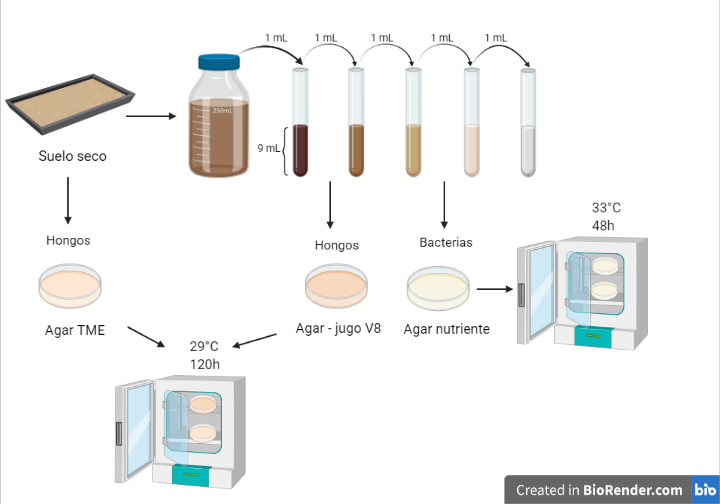 1 mL
1 mL
1 mL
1 mL
1 mL
250mL
9 mL
Suelo seco
33°C
48h
Hongos
Hongos
Bacterias
Agar TME
Agar - jugo V8
Agar nutriente
29°C
120h
Created in BioRender.com bio